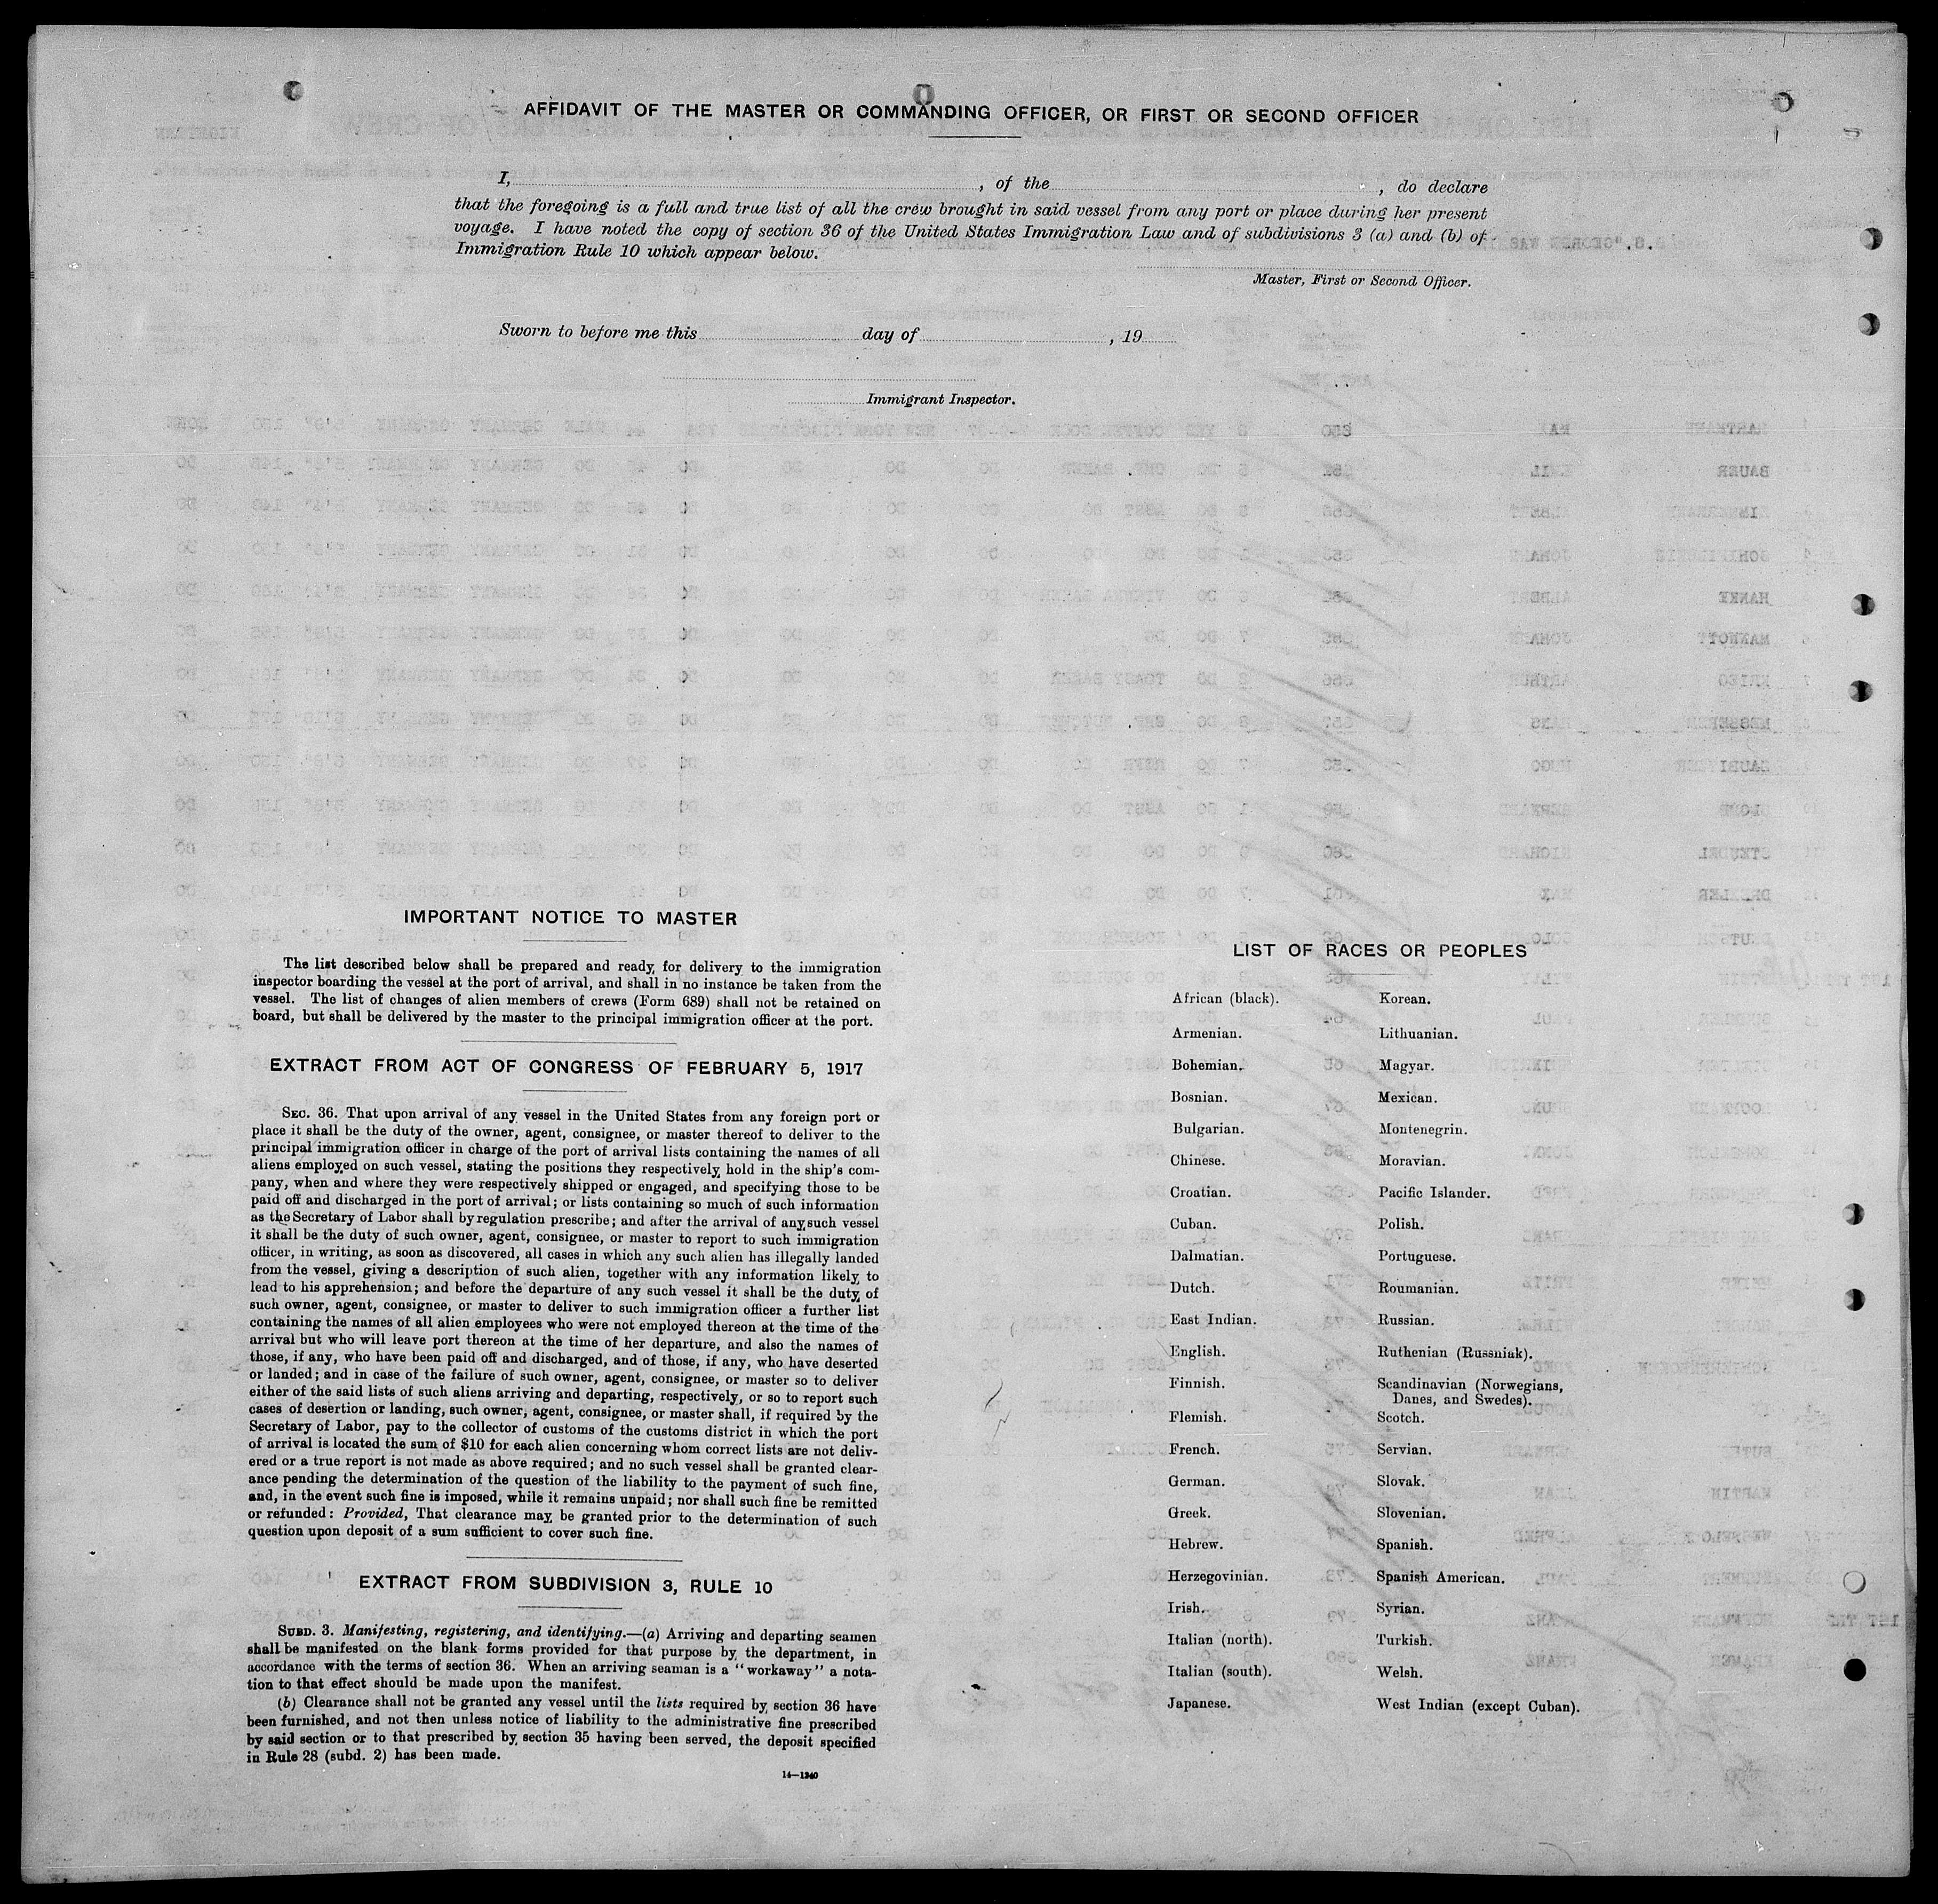 AFFIDAVIT OF THE MASTER OR COMMANDING OFFICER, OR FIRST OR SECOND OFFICER
I, , of the , do declare
that the foregoing is a full and true list of all the crew brought in said vessel from any port or place during her present
voyage. I have noted the copy of section 36 of the United States Immigration Law and of subdivisions 3 (a) and (b) of
Immigration Rule 10 which appear below.
Master, First or Second Officer.
Sworn to before me this day of , 19
Immigrant Inspector.
IMPORTANT NOTICE TO MASTER
The list described below shall be prepared and ready for delivery to the immigration
inspector boarding the vessel at the port of arrival, and shall in no instance be taken from the
vessel. The list of changes of alien members of crews (Form 689) shall not be retained on
board, but shall be delivered by the master to the principal immigration officer at the port.
EXTRACT FROM ACT OF CONGRESS OF FEBRUARY 5, 1917
SEC. 36. That upon arrival of any vessel in the United States from any foreign port or
place it shall be the duty of the owner, agent, consignee, or master thereof to deliver to the
principal immigration officer in charge of the port of arrival lists containing the names of all
aliens employed on such vessel, stating the positions they respectively hold in the ship's com-
pany, when and where they were respectively shipped or engaged, and specifying those to be
paid off and discharged in the port of arrival; or lists containing so much of such information
as the Secretary of Labor shall by regulation prescribe; and after the arrival of any such vessel
it shall be the duty of such owner, agent, consignee, or master to report to such immigration
officer, in writing, as soon as discovered, all cases in which any such alien has illegally landed
from the vessel, giving a description of such alien, together with any information likely to
lead to his apprehension; and before the departure of any such vessel it shall be the duty of
such owner, agent, consignee, or master to deliver to such immigration officer a further list
containing the names of all alien employees who were not employed thereon at the time of the
arrival but who will leave port thereon at the time of her departure, and also the names of
those, if any, who have been paid off and discharged, and of those, if any, who have deserted
or landed; and in case of the failure of such owner, agent, consignee, or master so to deliver
either of the said lists of such aliens arriving and departing, respectively, or so to report such
cases of desertion or landing, such owner, agent, consignee, or master shall, if required by the
Secretary of Labor, pay to the collector of customs of the customs district in which the port
of arrival is located the sum of $10 for each alien concerning whom correct lists are not deliv-
ered or a true report is not made as above required; and no such vessel shall be granted clear-
ance pending the determination of the question of the liability to the payment of such fine,
and, in the event such fine is imposed, while it remains unpaid; nor shall such fine be remitted
or refunded: Provided, That clearance may be granted prior to the determination of such
question upon deposit of a sum sufficient to cover such fine.
EXTRACT FROM SUBDIVISION 3, RULE 10
SUBD. 3. Manifesting, registering, and identifying.—(a) Arriving and departing seamen
shall be manifested on the blank forms provided for that purpose by the department, in
accordance with the terms of section 36. When an arriving seaman is a "workaway" a nota-
tion to that effect should be made upon the manifest.
(b) Clearance shall not be granted any vessel until the lists required by section 36 have
been furnished, and not then unless notice of liability to the administrative fine prescribed
by said section or to that prescribed by section 35 having been served, the deposit specified
in Rule 28 (subd. 2) has been made.
14—1240
LIST OF RACES OR PEOPLES
African (black).
Armenian.
Bohemian.
Bosnian.
Bulgarian.
Chinese.
Croatian.
Cuban.
Dalmatian.
Dutch.
East Indian.
English.
Finnish.
Flemish.
French.
German.
Greek.
Hebrew.
Herzegovinian.
Irish.
Italian (north).
Italian (south).
Japanese.
Korean.
Lithuanian.
Magyar.
Mexican.
Montenegrin.
Moravian.
Pacific Islander.
Polish.
Portuguese.
Roumanian.
Russian.
Ruthenian (Russniak).
Scandinavian (Norwegians,
Danes, and Swedes).
Scotch.
Servian.
Slovak.
Slovenian.
Spanish.
Spanish American.
Syrian.
Turkish.
Welsh.
West Indian (except Cuban).